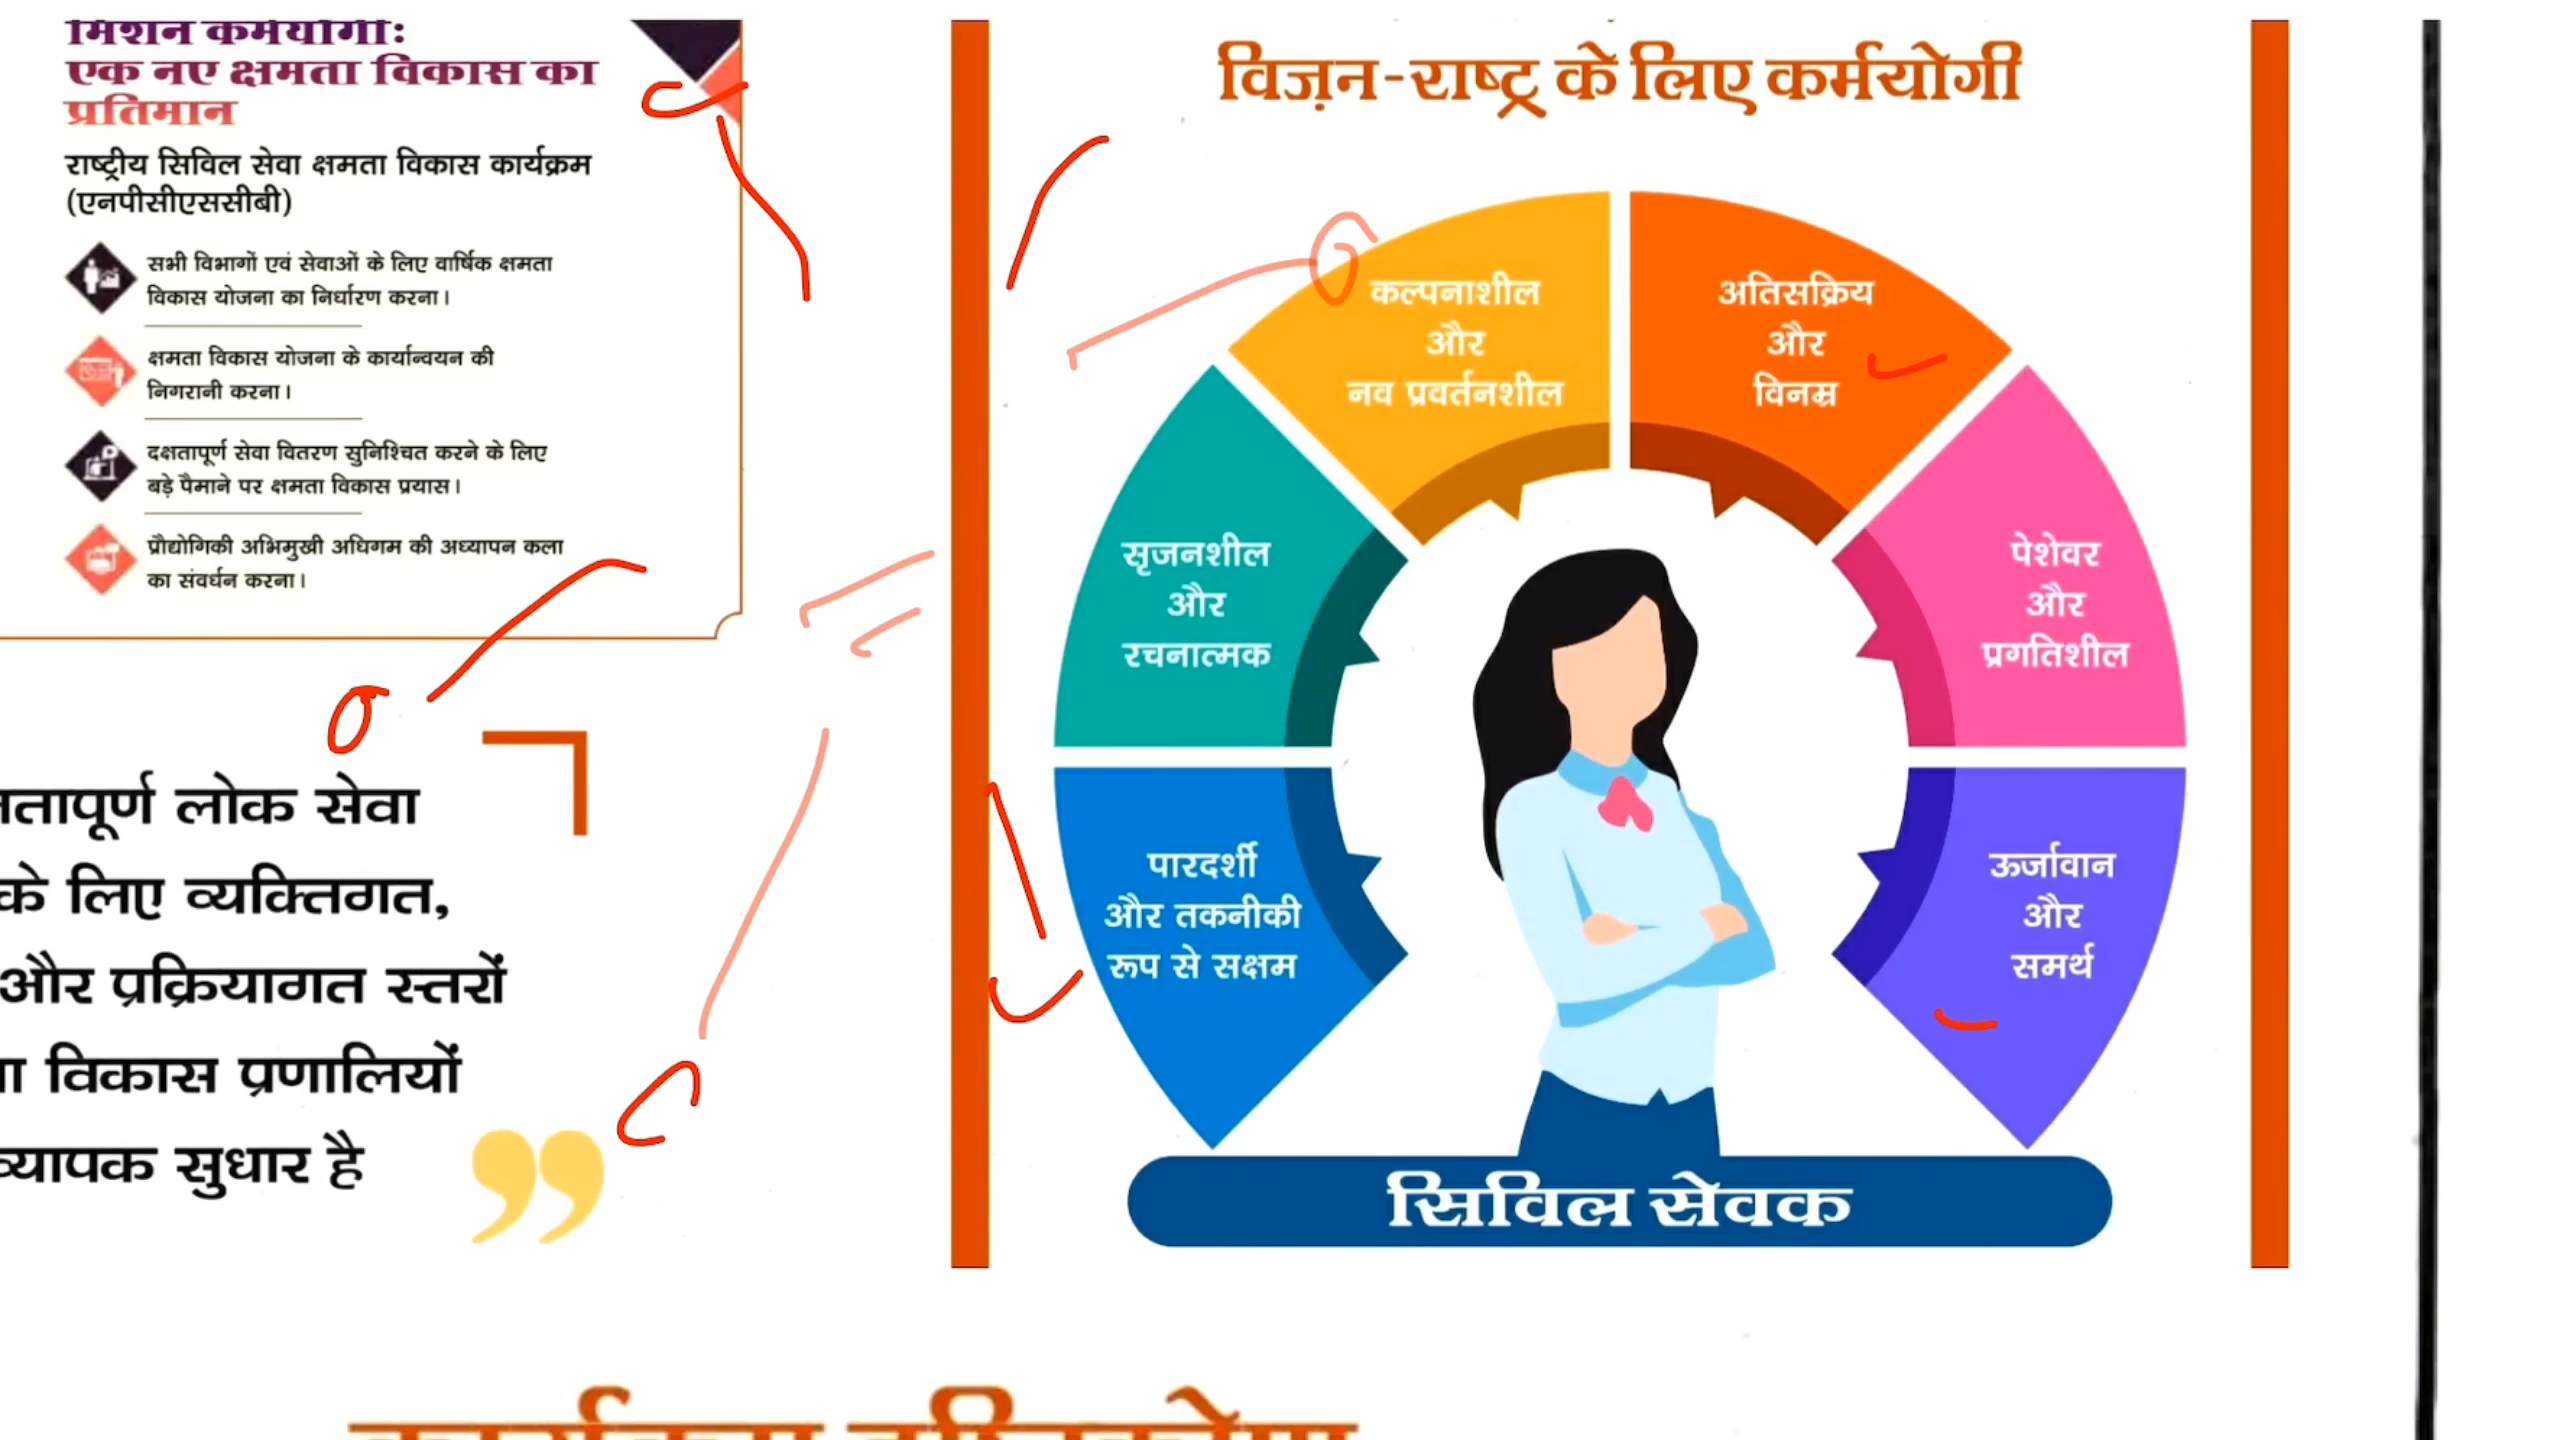 मिशन कर्मयोगी:
एक नए क्षमता विकास का
प्रतिमान
राष्ट्रीय सिविल सेवा क्षमता विकास कार्यक्रम
(एनपीसीएससीबी)
सभी विभागों एवं सेवाओं के लिए वार्षिक क्षमता
विकास योजना का निर्धारण करना।
क्षमता विकास योजना के कार्यान्वयन की
निगरानी करना।
दक्षतापूर्ण सेवा वितरण सुनिश्चित करने के लिए
बड़े पैमाने पर क्षमता विकास प्रयास।
प्रौद्योगिकी अभिमुखी अधिगम की अध्यापन कला
का संवर्धन करना।
लोक सेवा
के लिए व्यक्तिगत,
और प्रक्रियागत स्तरों
विकास प्रणालियों
व्यापक सुधार है
विज़न-राष्ट्र के लिए कर्मयोगी
कल्पनाशील
और
नव प्रवर्तनशील
अतिसक्रिय
और
विनम्र
सृजनशील
और
रचनात्मक
पेशेवर
और
प्रगतिशील
पारदर्शी
और तकनीकी
रूप से सक्षम
ऊर्जावान
और
समर्थ
सिविल सेवक